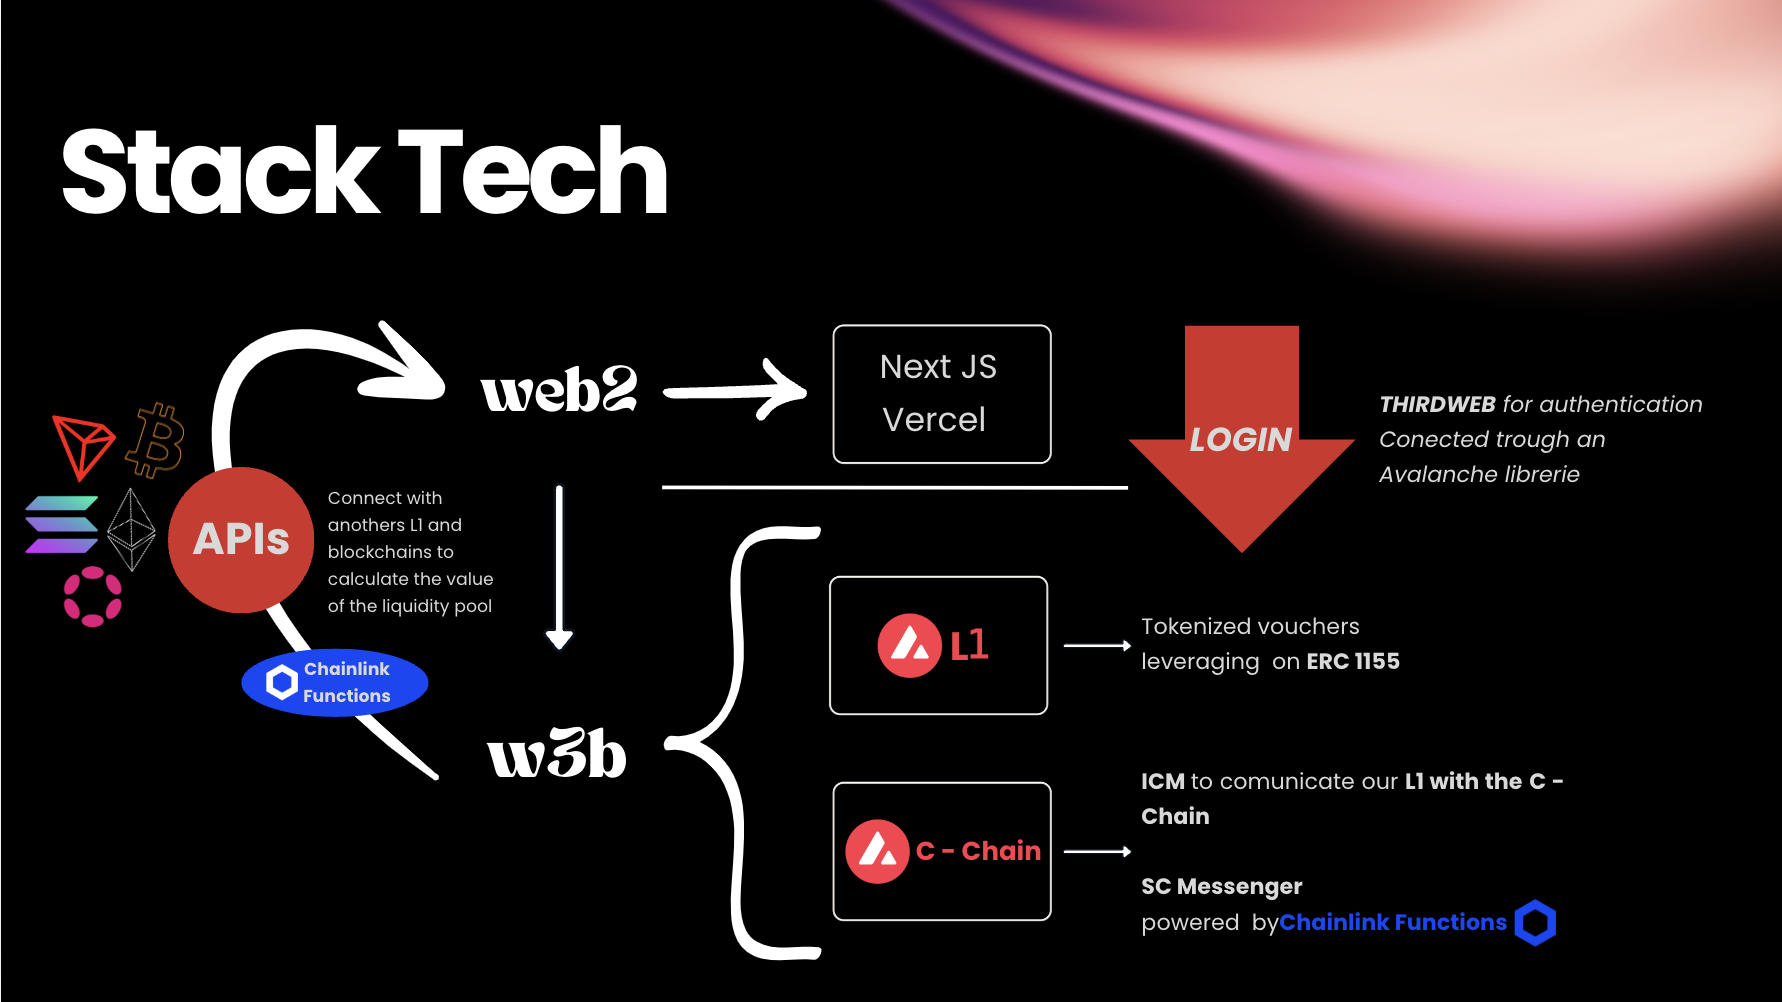 Stack Tech
web2
Next JS
Vercel
LOGIN
THIRDWEB for authentication
Conected trough an
Avalanche librerie
APIs
Connect with
anothers L1 and
blockchains to
calculate the value
of the liquidity pool
Chainlink
Functions
w3b
L1
Tokenized vouchers
leveraging on ERC 1155
C - Chain
ICM to comunicate our L1 with the C -
Chain
SC Messenger
powered byChainlink Functions